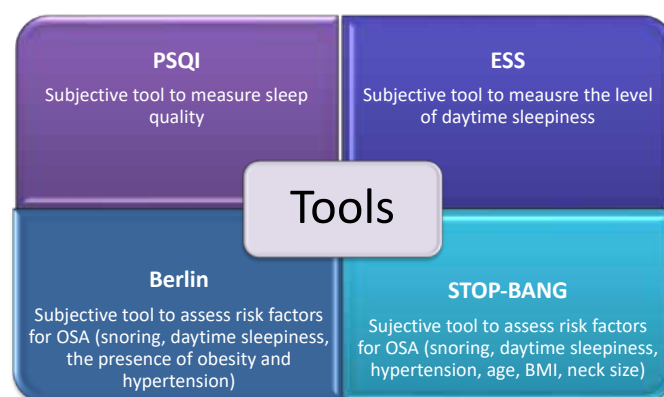 PSQI
Subjective tool to measure sleep
quality
ESS
Subjective tool to meausre the level
of daytime sleepiness
Tools
Berlin
Subjective tool to assess risk factors
for OSA (snoring, daytime sleepiness,
the presence of obesity and
hypertension)
STOP-BANG
Sujective tool to assess risk factors
for OSA (snoring, daytime sleepiness,
hypertension, age, BMI, neck size)